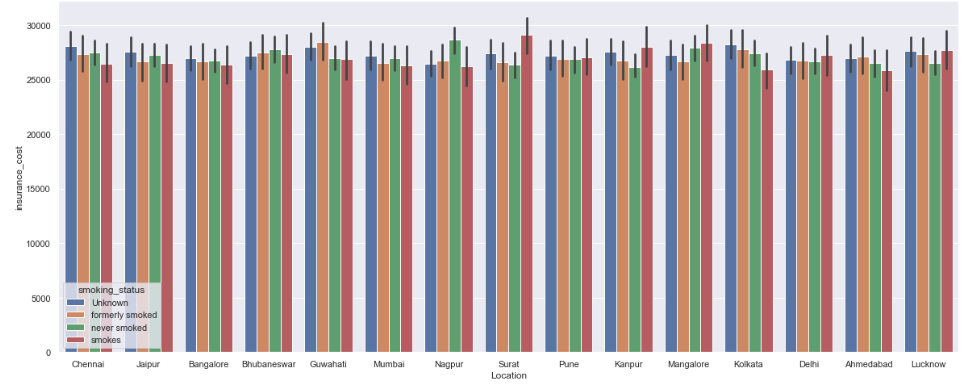 30000
25000
20000
15000
10000
5000
0
insurance_cost
smoking_status
Unknown
formerly smoked
never smoked
smokes
Chennai Jaipur Bangalore Bhubaneswar Guwahati Mumbai Nagpur Surat Pune Kanpur Mangalore Kolkata Delhi Ahmedabad Lucknow
Location